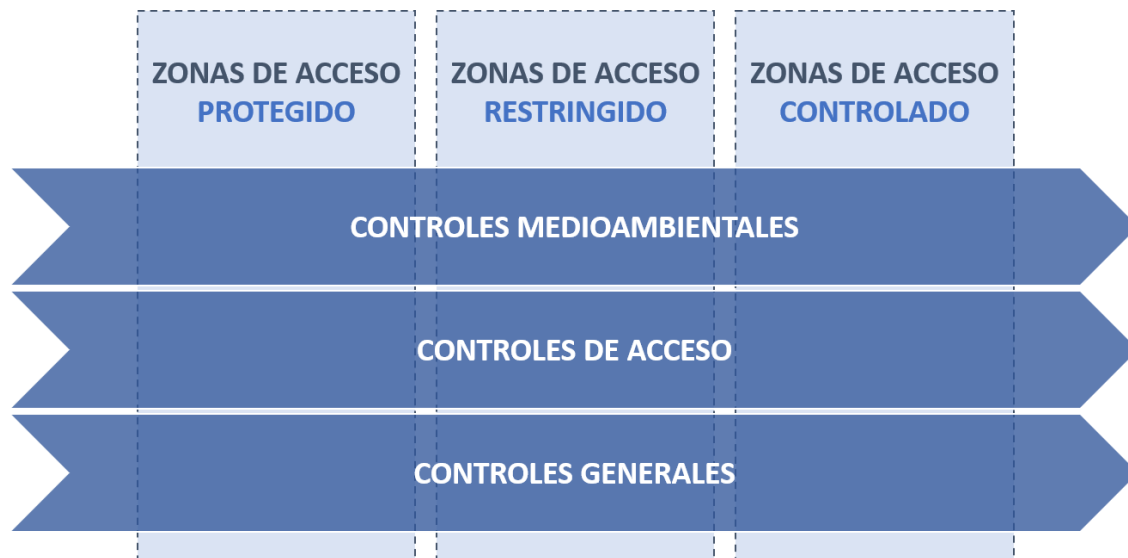 ZONAS DE ACCESO
PROTEGIDO
ZONAS DE ACCESO
RESTRINGIDO
ZONAS DE ACCESO
CONTROLADO
CONTROLES MEDIOAMBIENTALES
CONTROLES DE ACCESO
CONTROLES GENERALES